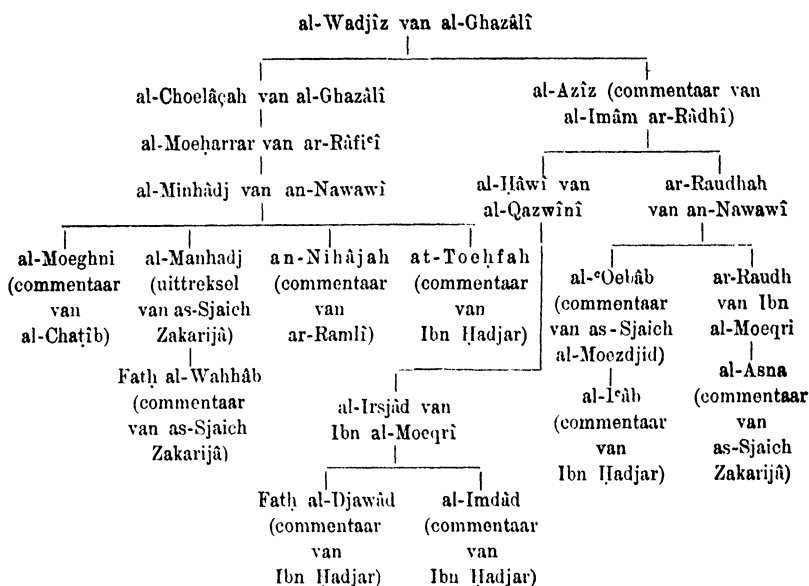 al-Wadjîz van al-Ghazâlî
al-Choelâçah van al-Ghazâlî
al-Moeḥarrar van ar-Râfiᶜî
al-Minhâdj van an-Nawawî
al-Moeghni
(commentaar
van
al-Chaṭîb)
al-Manhadj
(uittreksel
van as-Sjaich
Zakarijâ)
Fatḥ al-Wahhâb
(commentaar
van as-Sjaich
Zakarijâ)
an-Nihâjah
(commentaar
van
ar-Ramlî)
at-Toeḥfah
(commentaar
van
Ibn Ḥadjar)
al-Azîz (commentaar van
al-Imâm ar-Râdhî)
al-Ḥâwî van
al-Qazwînî
al-Irsjâd van
Ibn al-Moeqrî
Fatḥ al-Djawâd
(commentaar
van
Ibn Ḥadjar)
al-Imdâd
(commentaar
van
Ibn Ḥadjar)
ar-Raudhah
van an-Nawawî
al-ᶜOebâb
(commentaar
van as-Sjaich
al-Moezdjid)
al-Iᶜâb
(commentaar
van
Ibn Ḥadjar)
ar-Raudh
van Ibn
al-Moeqri
al-Asna
(commentaar
van
as-Sjaich
Zakarijâ)